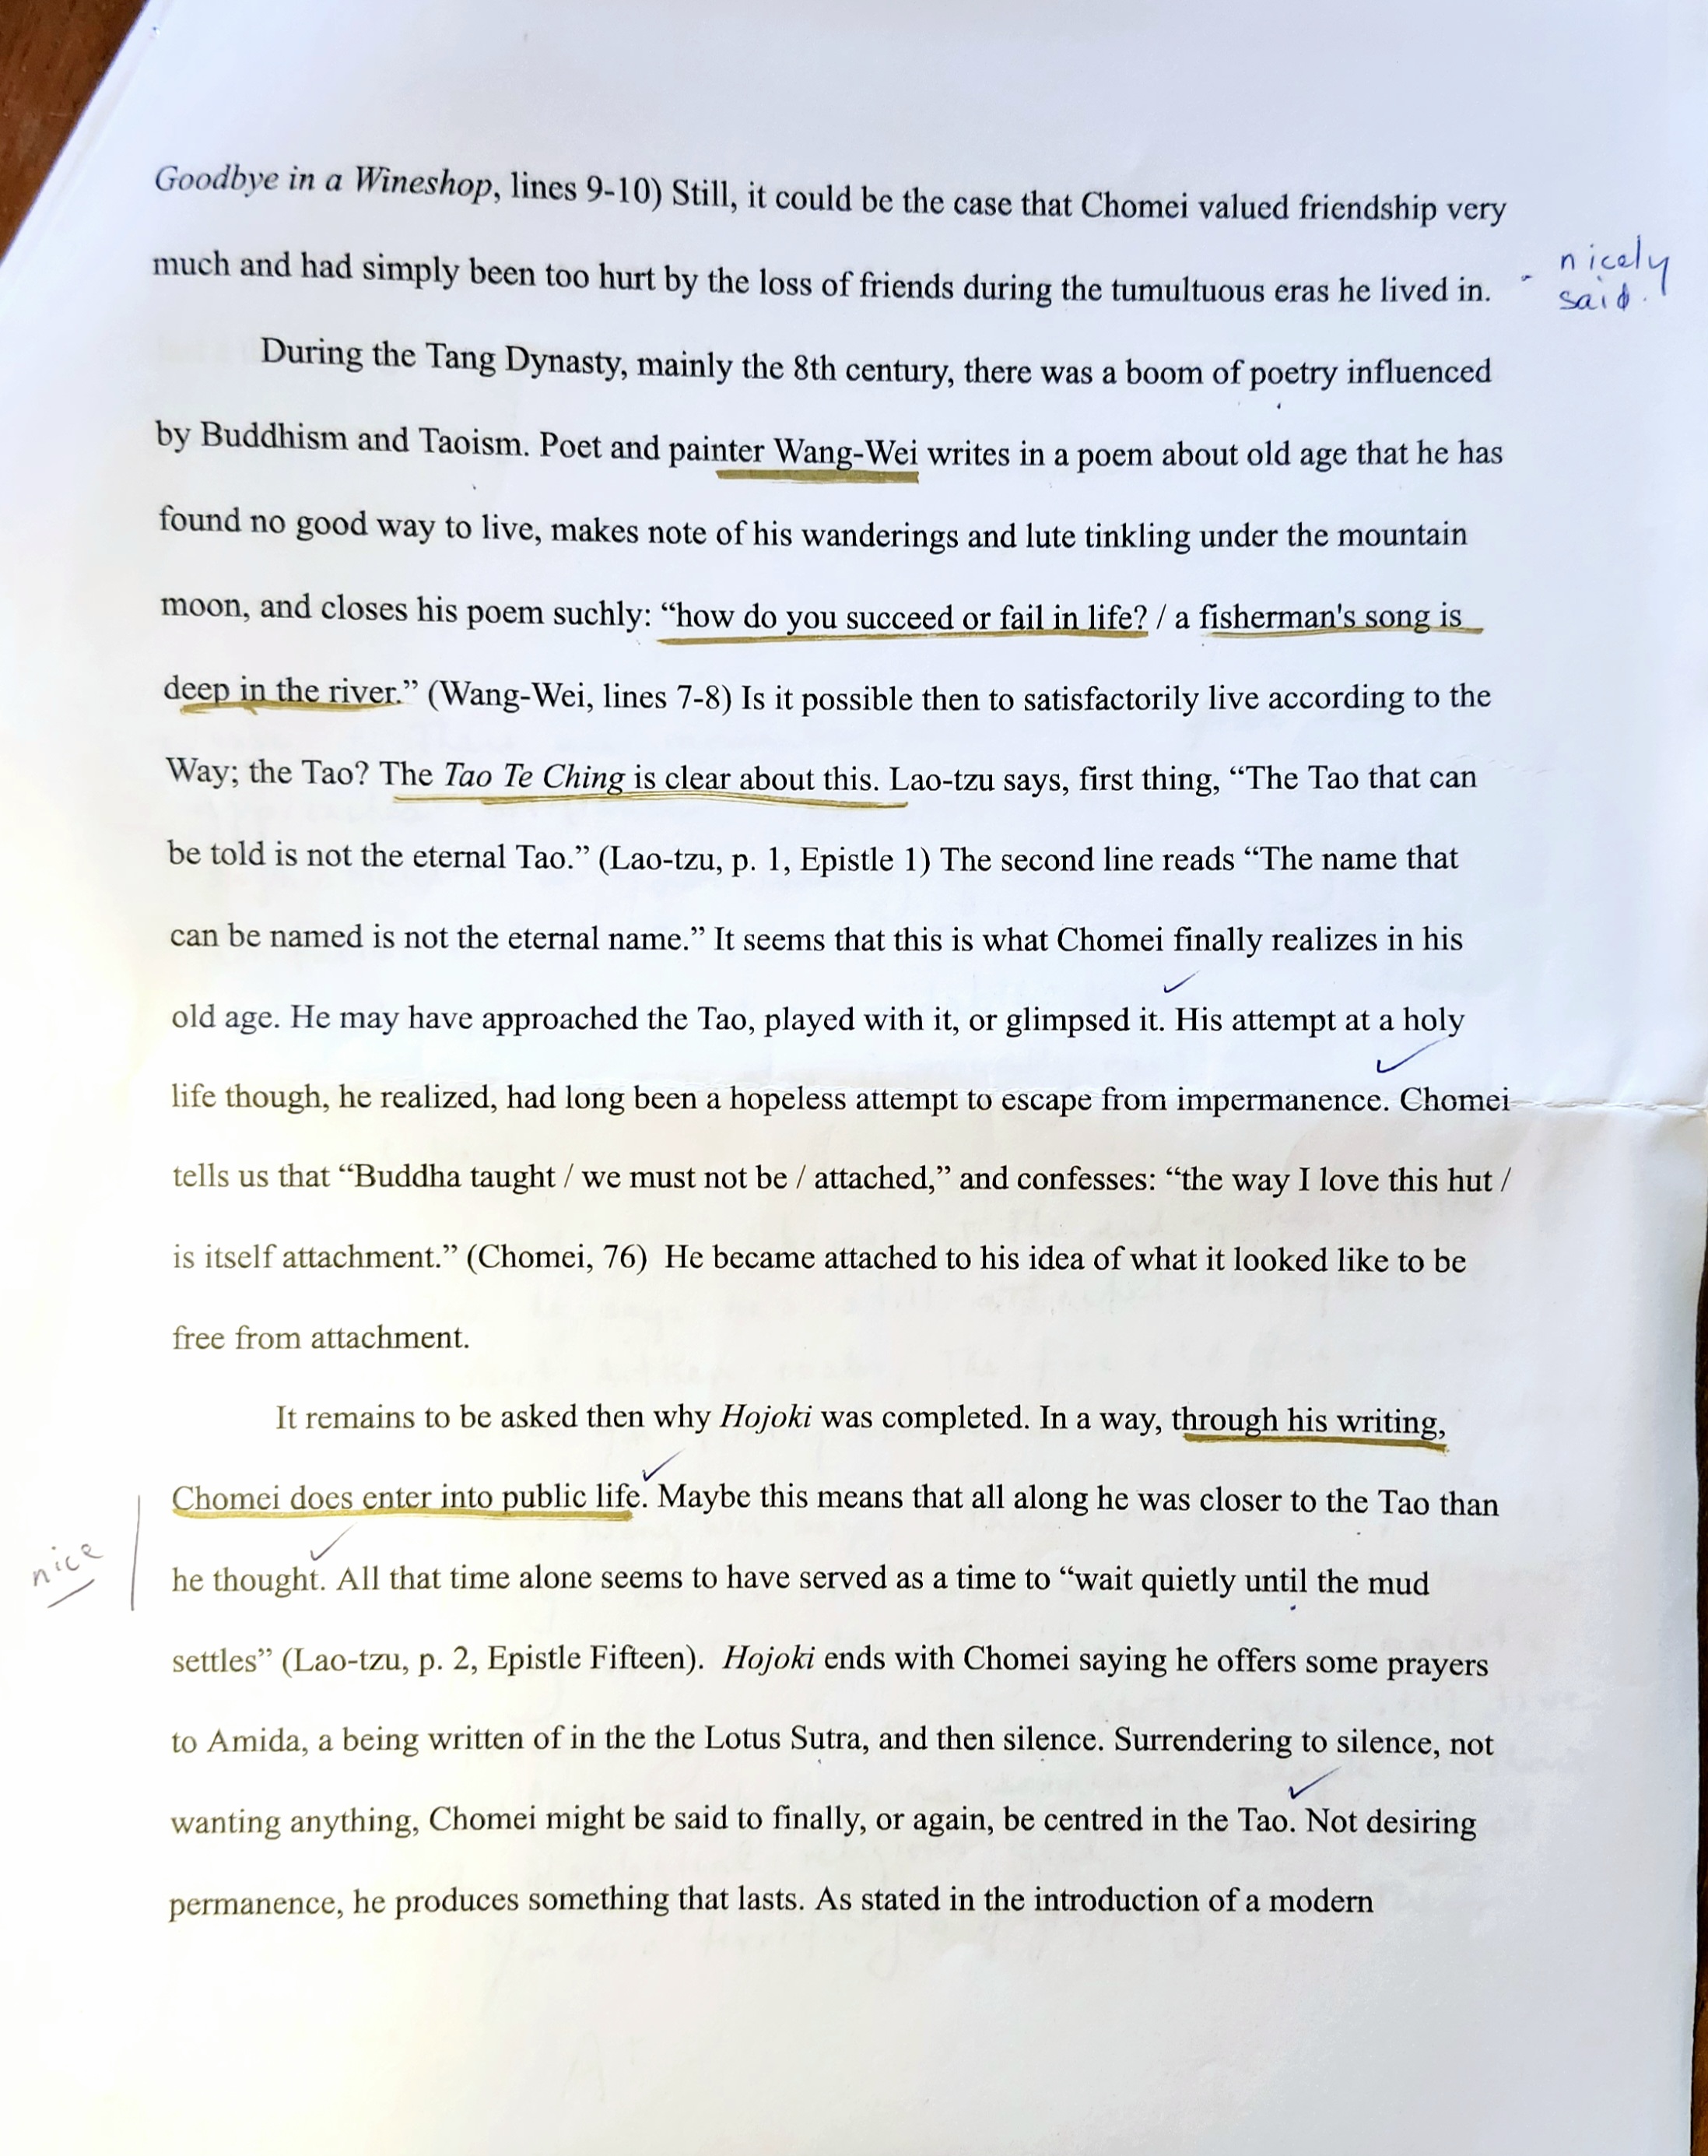 Goodbye in a Wineshop, lines 9-10) Still, it could be the case that Chomei valued friendship very
much and had simply been too hurt by the loss of friends during the tumultuous eras he lived in.
- nicely
said.
During the Tang Dynasty, mainly the 8th century, there was a boom of poetry influenced
by Buddhism and Taoism. Poet and painter Wang-Wei writes in a poem about old age that he has
found no good way to live, makes note of his wanderings and lute tinkling under the mountain
moon, and closes his poem suchly: “how do you succeed or fail in life? / a fisherman's song is
deep in the river.” (Wang-Wei, lines 7-8) Is it possible then to satisfactorily live according to the
Way; the Tao? The Tao Te Ching is clear about this. Lao-tzu says, first thing, “The Tao that can
be told is not the eternal Tao.” (Lao-tzu, p. 1, Epistle 1) The second line reads “The name that
can be named is not the eternal name.” It seems that this is what Chomei finally realizes in his
old age. He may have approached the Tao, played with it, or glimpsed it. His attempt at a holy
life though, he realized, had long been a hopeless attempt to escape from impermanence. Chomei
tells us that “Buddha taught / we must not be / attached,” and confesses: “the way I love this hut /
is itself attachment.” (Chomei, 76)  He became attached to his idea of what it looked like to be
free from attachment.
It remains to be asked then why Hojoki was completed. In a way, through his writing,
Chomei does enter into public life. Maybe this means that all along he was closer to the Tao than
nice
he thought. All that time alone seems to have served as a time to “wait quietly until the mud
settles” (Lao-tzu, p. 2, Epistle Fifteen).  Hojoki ends with Chomei saying he offers some prayers
to Amida, a being written of in the the Lotus Sutra, and then silence. Surrendering to silence, not
wanting anything, Chomei might be said to finally, or again, be centred in the Tao. Not desiring
permanence, he produces something that lasts. As stated in the introduction of a modern